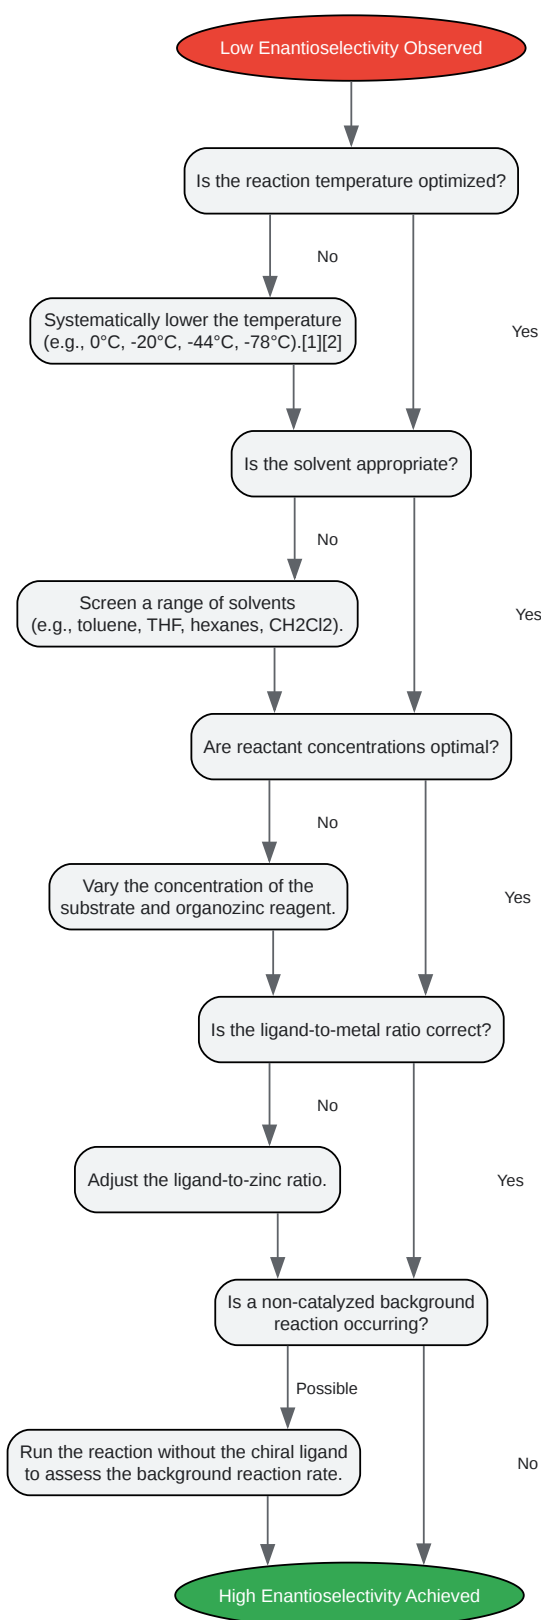 Low Enantioselectivity Observed
Is the reaction temperature optimized?
No
Systematically lower the temperature
(e.g., 0°C, -20°C, -44°C, -78°C).[1][2]
Yes
Is the solvent appropriate?
No
Screen a range of solvents
(e.g., toluene, THF, hexanes, CH2Cl2).
Yes
Are reactant concentrations optimal?
No
Vary the concentration of the
substrate and organozinc reagent.
Yes
Is the ligand-to-metal ratio correct?
No
Adjust the ligand-to-zinc ratio.
Yes
Is a non-catalyzed background
reaction occurring?
Possible
Run the reaction without the chiral ligand
to assess the background reaction rate.
No
High Enantioselectivity Achieved